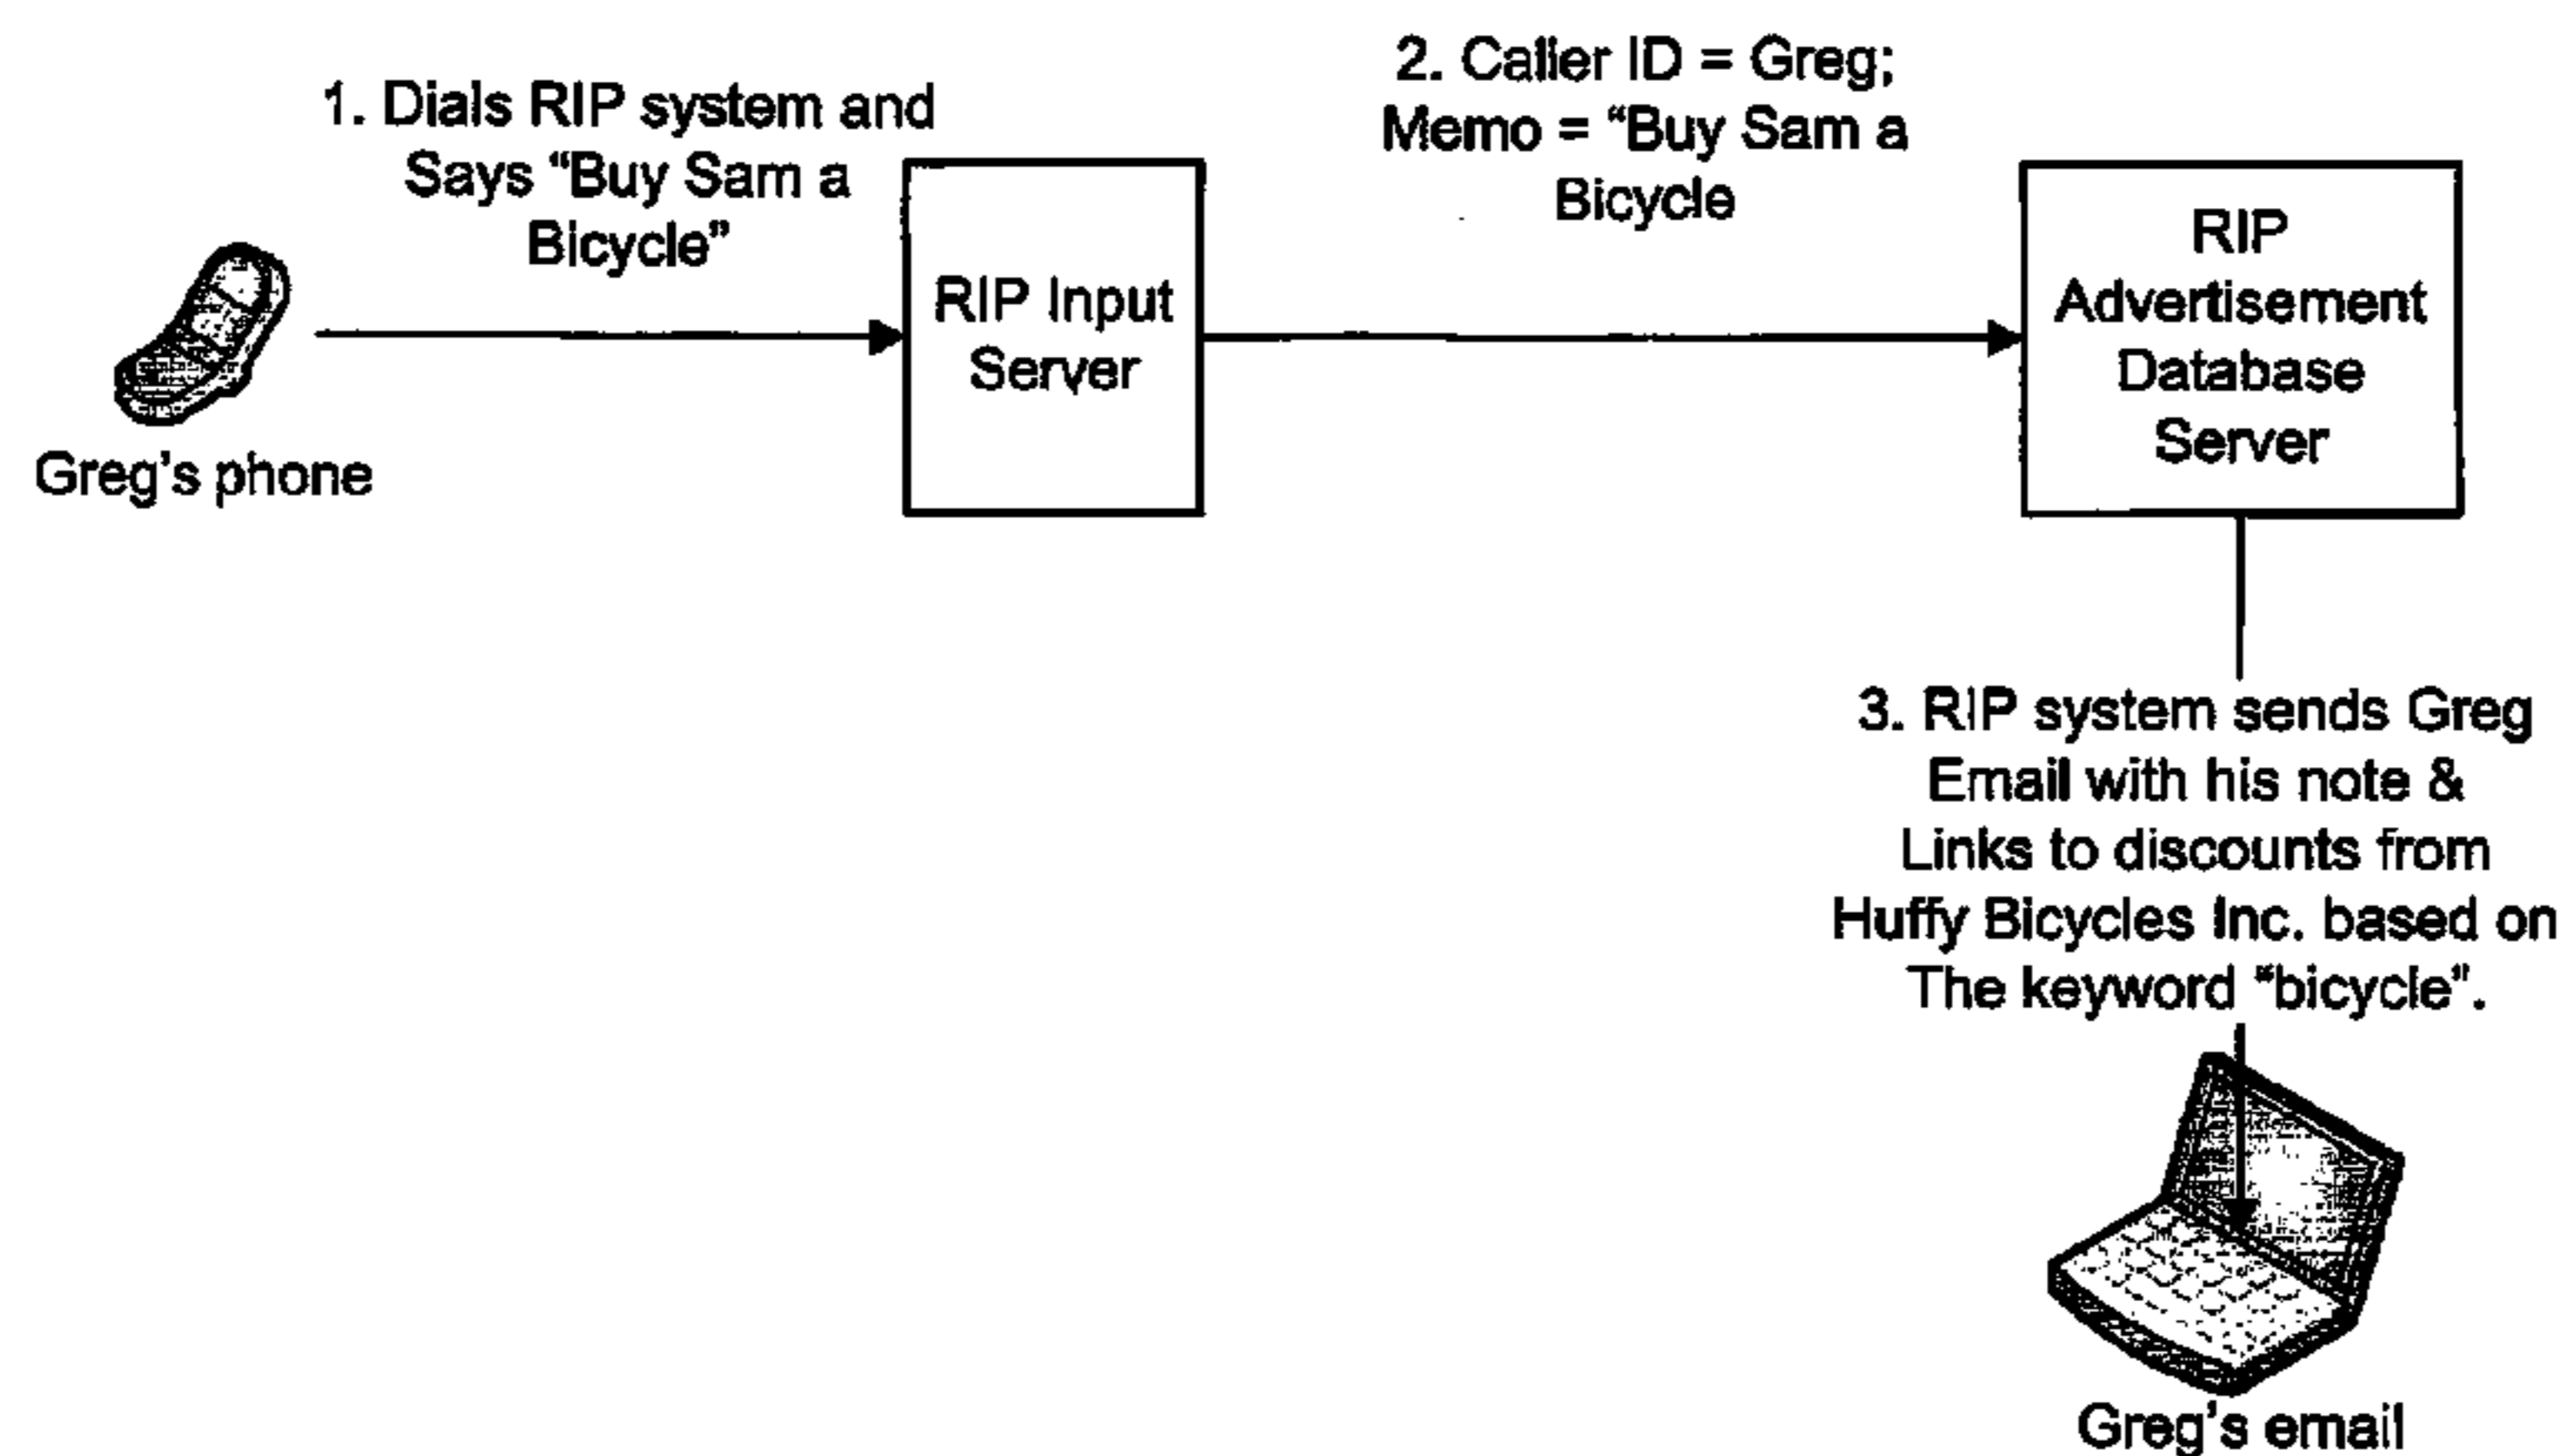 1. Dials RIP system and
Says “Buy Sam a
Bicycle”
2. Caller ID = Greg;
Memo = “Buy Sam a
Bicycle
RIP Input
Server
RIP
Advertisement
Database
Server
Greg’s phone
3. RIP system sends Greg
Email with his note &
Links to discounts from
Huffy Bicycles Inc. based on
The keyword “bicycle”.
Greg’s email